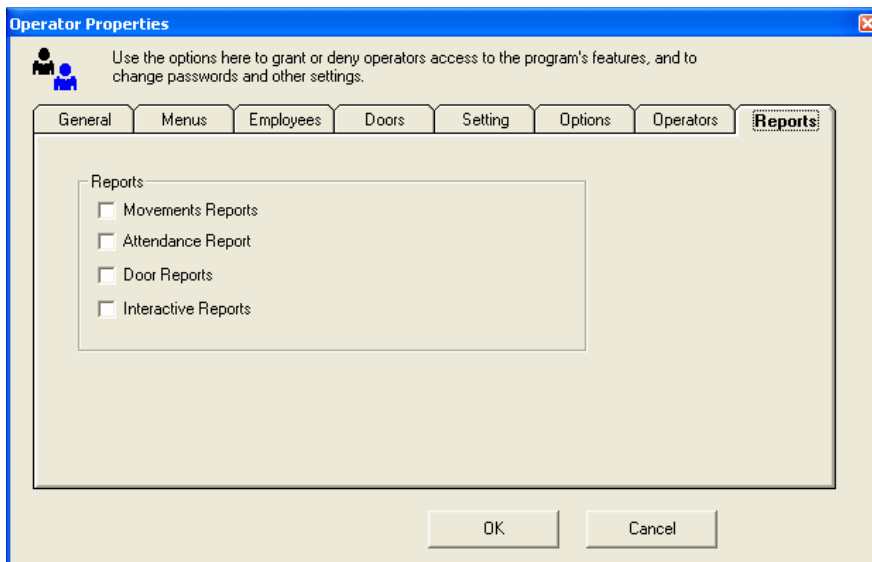 Operator Properties
Use the options here to grant or deny operators access to the program's features, and to
change passwords and other settings.
General Menus Employees Doors Setting Options Operators Reports
Reports
Movements Reports
Attendance Report
Door Reports
Interactive Reports
OK Cancel